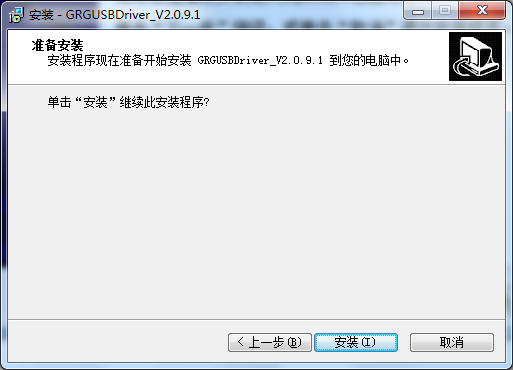 安装 - GRGUSBDriver_V2.0.9.1
准备安装
安装程序现在准备开始安装 GRGUSBDriver_V2.0.9.1 到您的电脑中。
单击“安装”继续此安装程序?
< 上一步(B)
安装(I)
取消